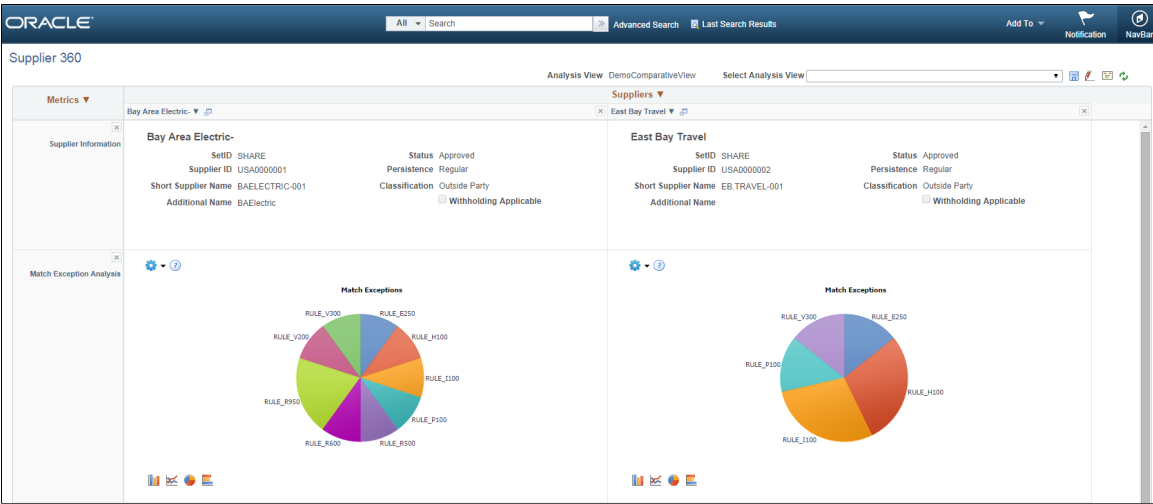 ORACLE
All Search Advanced Search Last Search Results Add To Notification NavBar
Supplier 360
Analysis View DemoComparativeView Select Analysis View
Metrics Suppliers
Bay Area Electric- East Bay Travel
Supplier Information
Bay Area Electric-
SetID SHARE Status Approved
Supplier ID USA0000001 Persistence Regular
Short Supplier Name BAELECTRIC-001 Classification Outside Party
Additional Name BAElectric Withholding Applicable
East Bay Travel
SetID SHARE Status Approved
Supplier ID USA0000002 Persistence Regular
Short Supplier Name EB.TRAVEL-001 Classification Outside Party
Additional Name Withholding Applicable
Match Exception Analysis
Match Exceptions
RULE_V300 RULE_E250
RULE_V200 RULE_H100
RULE_I100
RULE_R950 RULE_P100
RULE_R600 RULE_R500
Match Exceptions
RULE_V300 RULE_E250
RULE_P100
RULE_H100
RULE_I100